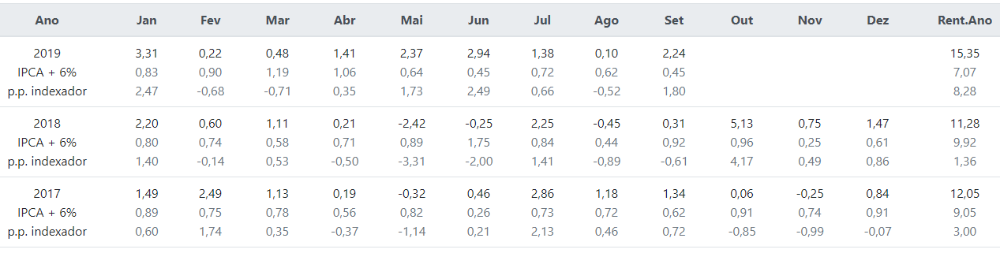 Ano Jan Fev Mar Abr Mai Jun Jul Ago Set Out Nov Dez Rent.Ano
2019 3,31 0,22 0,48 1,41 2,37 2,94 1,38 0,10 2,24 15,35
IPCA + 6% 0,83 0,90 1,19 1,06 0,64 0,45 0,72 0,62 0,45 7,07
p.p. indexador 2,47 -0,68 -0,71 0,35 1,73 2,49 0,66 -0,52 1,80 8,28
2018 2,20 0,60 1,11 0,21 -2,42 -0,25 2,25 -0,45 0,31 5,13 0,75 1,47 11,28
IPCA + 6% 0,80 0,74 0,58 0,71 0,89 1,75 0,84 0,44 0,92 0,96 0,25 0,61 9,92
p.p. indexador 1,40 -0,14 0,53 -0,50 -3,31 -2,00 1,41 -0,89 -0,61 4,17 0,49 0,86 1,36
2017 1,49 2,49 1,13 0,19 -0,32 0,46 2,86 1,18 1,34 0,06 -0,25 0,84 12,05
IPCA + 6% 0,89 0,75 0,78 0,56 0,82 0,26 0,73 0,72 0,62 0,91 0,74 0,91 9,05
p.p. indexador 0,60 1,74 0,35 -0,37 -1,14 0,21 2,13 0,46 0,72 -0,85 -0,99 -0,07 3,00